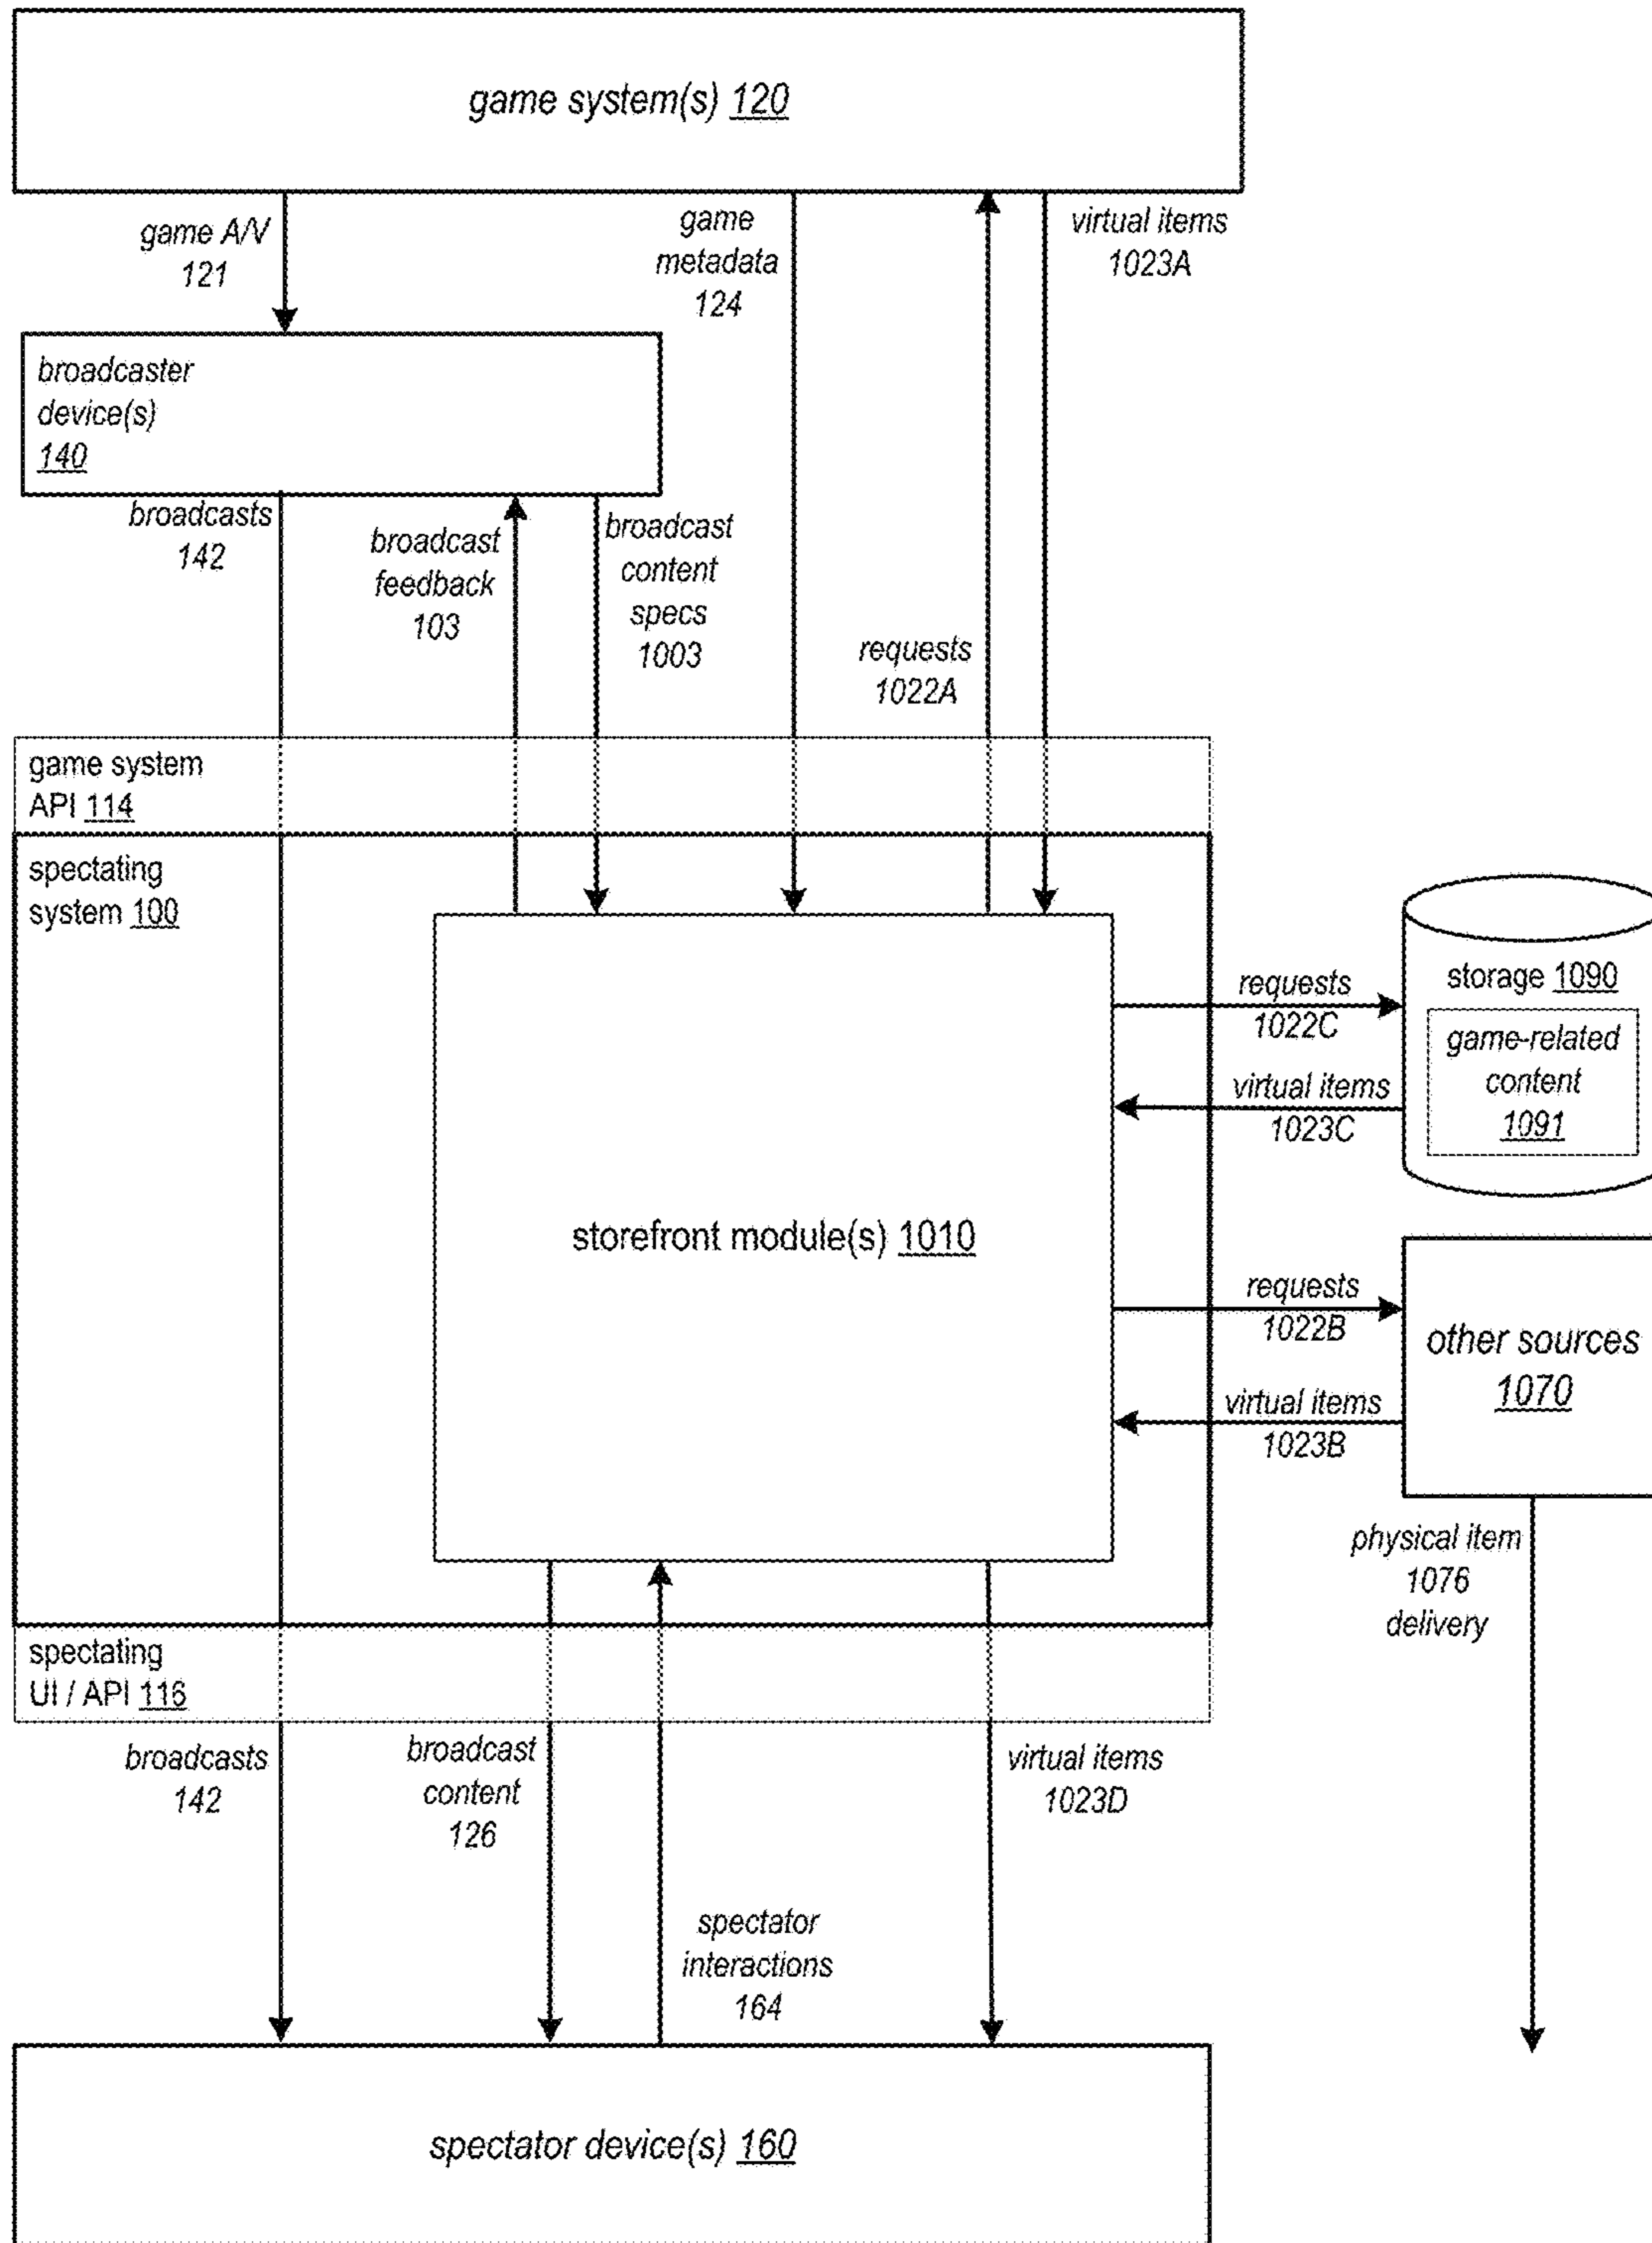 game system(s) 120
game A/V
121
game
metadata
124
virtual items
1023A
broadcaster
device(s)
140
broadcasts
142
broadcast
feedback
103
broadcast
content
specs
1003
requests
1022A
game system
API 114
spectating
system 100
storage 1090
game-related
content
1091
requests
1022C
virtual items
1023C
storefront module(s) 1010
requests
1022B
virtual items
1023B
other sources
1070
physical item
1076
delivery
spectating
UI / API 116
broadcasts
142
broadcast
content
126
virtual items
1023D
spectator
interactions
164
spectator device(s) 160